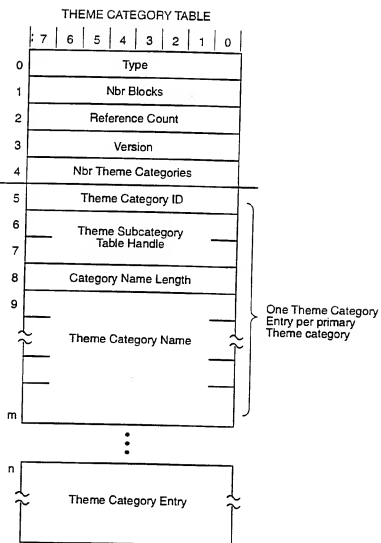 THEME CATEGORY TABLE
7 6 5 4 3 2 1 0
0 Type
1 Nbr Blocks
2 Reference Count
3 Version
4 Nbr Theme Categories
5 Theme Category ID
6 Theme Subcategory
7 Table Handle
8 Category Name Length
9
Theme Category Name
m
One Theme Category
Entry per primary
Theme category
n
Theme Category Entry